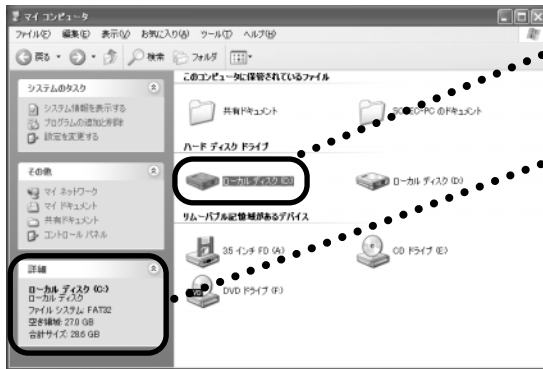 マイ コンピュータ
ファイル(F) 編集(E) 表示(V) お気に入り(A) ツール(T) ヘルプ(H)
戻る 検索 フォルダ
システムのタスク
システム情報を表示する
プログラムの追加と削除
設定を変更する
その他
マイ ネットワーク
マイ ドキュメント
共有ドキュメント
コントロール パネル
詳細
ローカル ディスク (C:)
ローカル ディスク
ファイル システム: FAT32
空き領域: 27.0 GB
合計サイズ: 28.6 GB
このコンピュータに保管されているファイル
共有ドキュメント
SOTEC-PC のドキュメント
ハード ディスク ドライブ
ローカル ディスク (C:)
ローカル ディスク (D:)
リムーバブル記憶域があるデバイス
3.5 インチ FD (A:)
CD ドライブ (E:)
DVD ドライブ (F:)